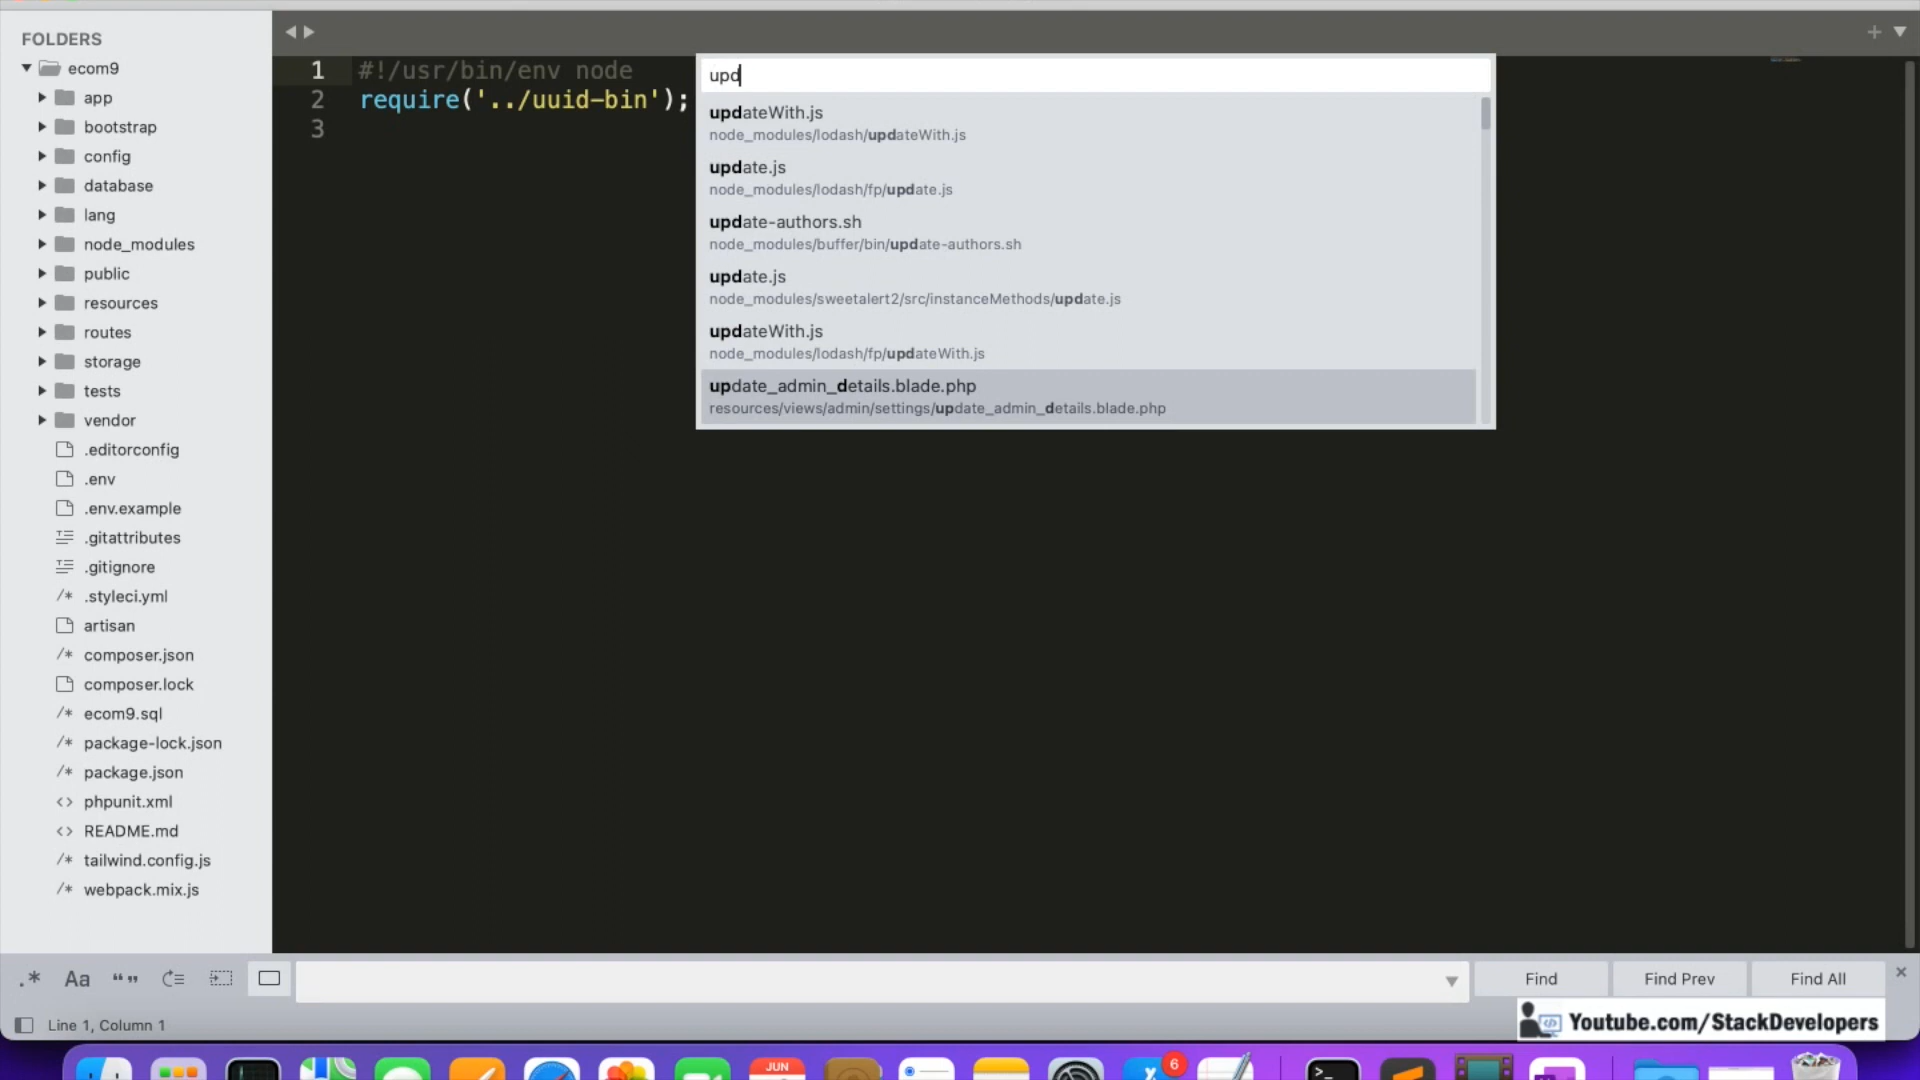 FOLDERS
ecom9
app
bootstrap
config
database
lang
node_modules
public
resources
routes
storage
tests
vendor
.editorconfig
.env
.env.example
.gitattributes
.gitignore
/* .styleci.yml
artisan
/* composer.json
composer.lock
/* ecom9.sql
/* package-lock.json
/* package.json
<> phpunit.xml
<> README.md
/* tailwind.config.js
/* webpack.mix.js
1 #!/usr/bin/env node
2 require('../uuid-bin');
3
upd
updateWith.js
node_modules/lodash/updateWith.js
update.js
node_modules/lodash/fp/update.js
update-authors.sh
node_modules/buffer/bin/update-authors.sh
update.js
node_modules/sweetalert2/src/instanceMethods/update.js
updateWith.js
node_modules/lodash/fp/updateWith.js
update_admin_details.blade.php
resources/views/admin/settings/update_admin_details.blade.php
.* Aa “” Find Find Prev Find All
Line 1, Column 1
Youtube.com/StackDevelopers
JUN
6